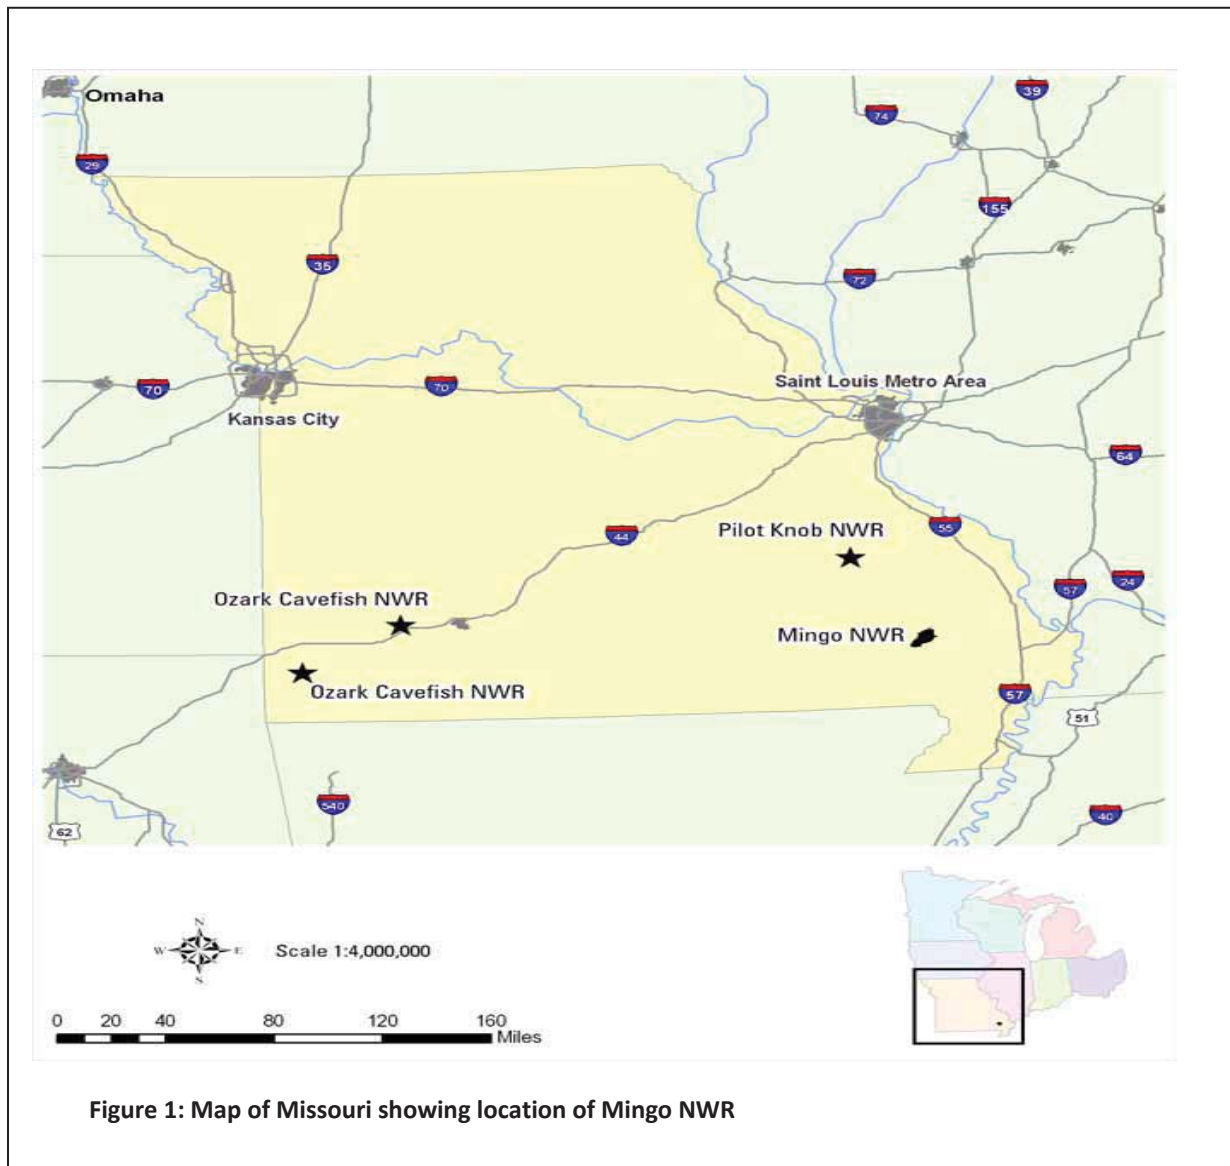 Omaha
39
74
29
155
35
72
70
70
Saint Louis Metro Area
Kansas City
64
55
44
Pilot Knob NWR
57
24
Ozark Cavefish NWR
Mingo NWR
Ozark Cavefish NWR
57
51
540
40
62
N
W E
S
Scale 1:4,000,000
0 20 40 80 120 160
Miles
Figure 1: Map of Missouri showing location of Mingo NWR